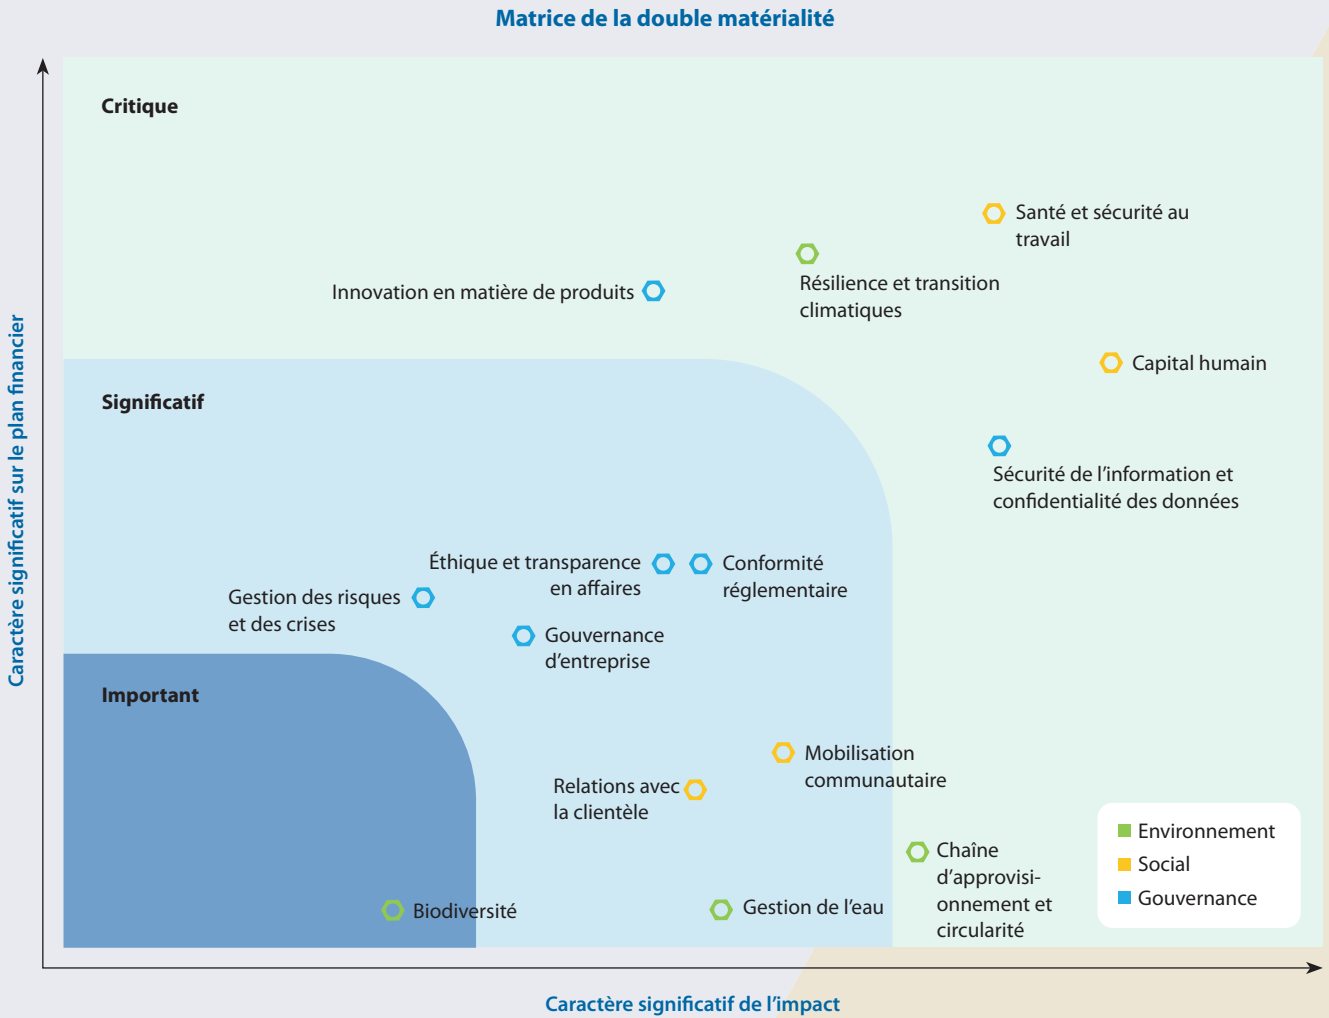 Matrice de la double matérialité
Critique
Santé et sécurité au
travail
Résilience et transition
climatiques
Innovation en matière de produits
Capital humain
Significatif
Sécurité de l’information et
confidentialité des données
Éthique et transparence
en affaires
Conformité
réglementaire
Gestion des risques
et des crises
Gouvernance
d’entreprise
Important
Mobilisation
communautaire
Relations avec
la clientèle
Chaîne
d’approvisi-
onnement et
circularité
Biodiversité
Gestion de l’eau
Environnement
Social
Gouvernance
Caractère significatif sur le plan financier
Caractère significatif de l’impact